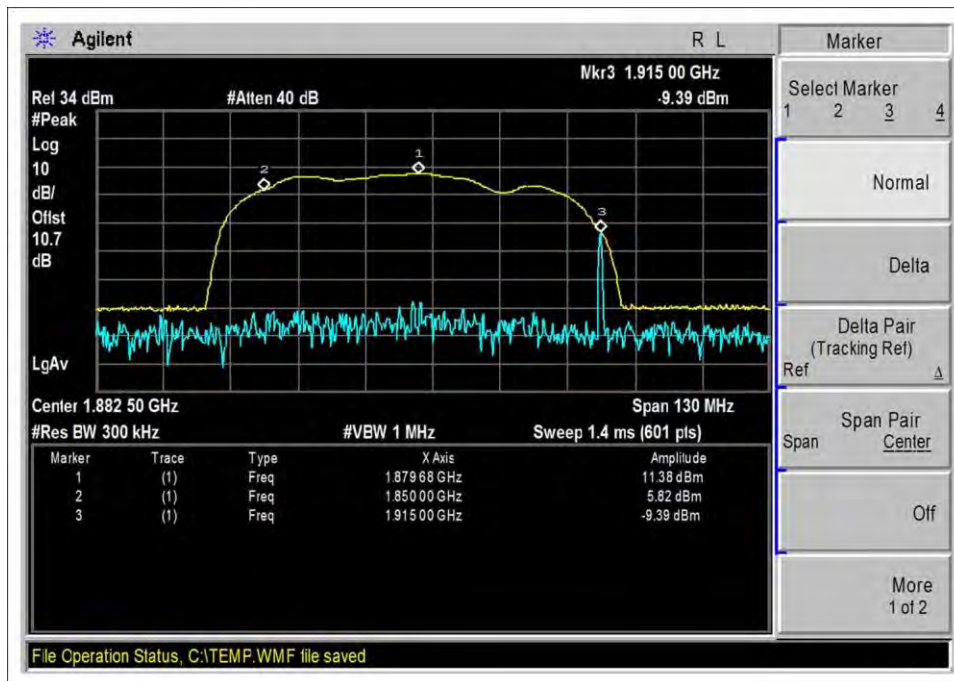 Agilent
R L
Marker
Mkr3 1.915 00 GHz
Ref 34 dBm #Atten 40 dB -9.39 dBm
#Peak
Log
10
dB/
Offst
10.7
dB
LgAv
1
2
3
Center 1.882 50 GHz Span 130 MHz
#Res BW 300 kHz #VBW 1 MHz Sweep 1.4 ms (601 pts)
Marker Trace Type X Axis Amplitude
1 (1) Freq 1.879 68 GHz 11.38 dBm
2 (1) Freq 1.850 00 GHz 5.82 dBm
3 (1) Freq 1.915 00 GHz -9.39 dBm
Select Marker
1 2 3 4
Normal
Delta
Delta Pair
(Tracking Ref)
Ref Δ
Span Pair
Span Center
Off
More
1 of 2
File Operation Status, C:\TEMP.WMF file saved